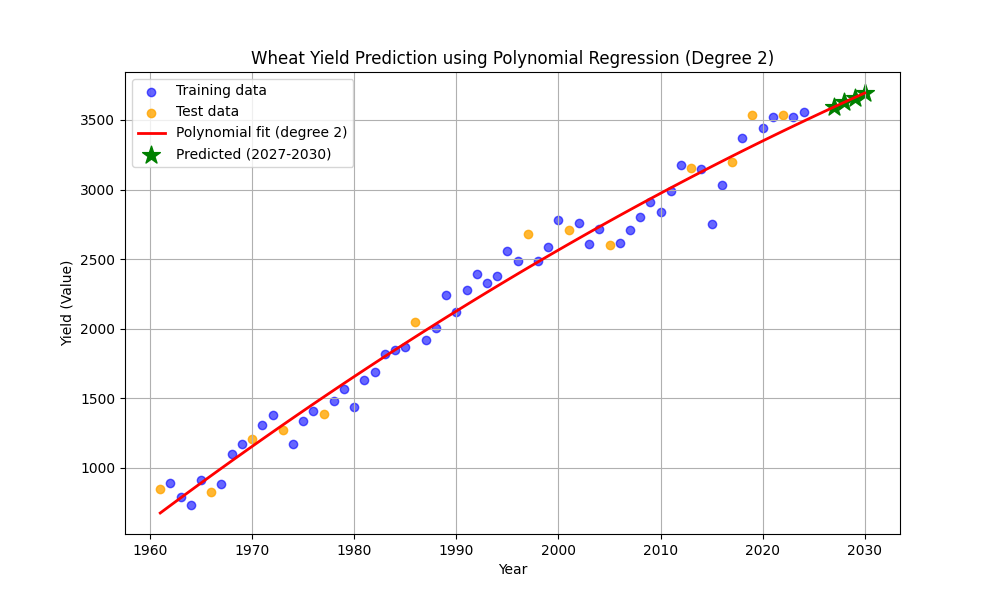 Wheat Yield Prediction using Polynomial Regression (Degree 2)
Training data
Test data
Polynomial fit (degree 2)
Predicted (2027-2030)
Yield (Value)
3500
3000
2500
2000
1500
1000
1960 1970 1980 1990 2000 2010 2020 2030
Year